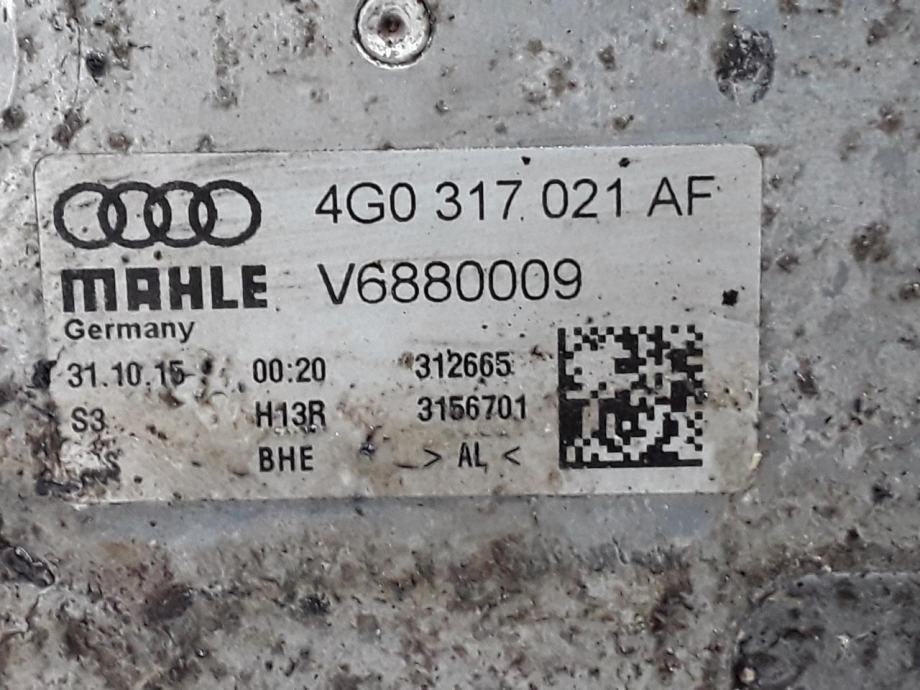 4G0 317 021 AF
MAHLE V6880009
Germany
31.10.15 00:20 312665
S3 H13R 3156701
BHE > AL <